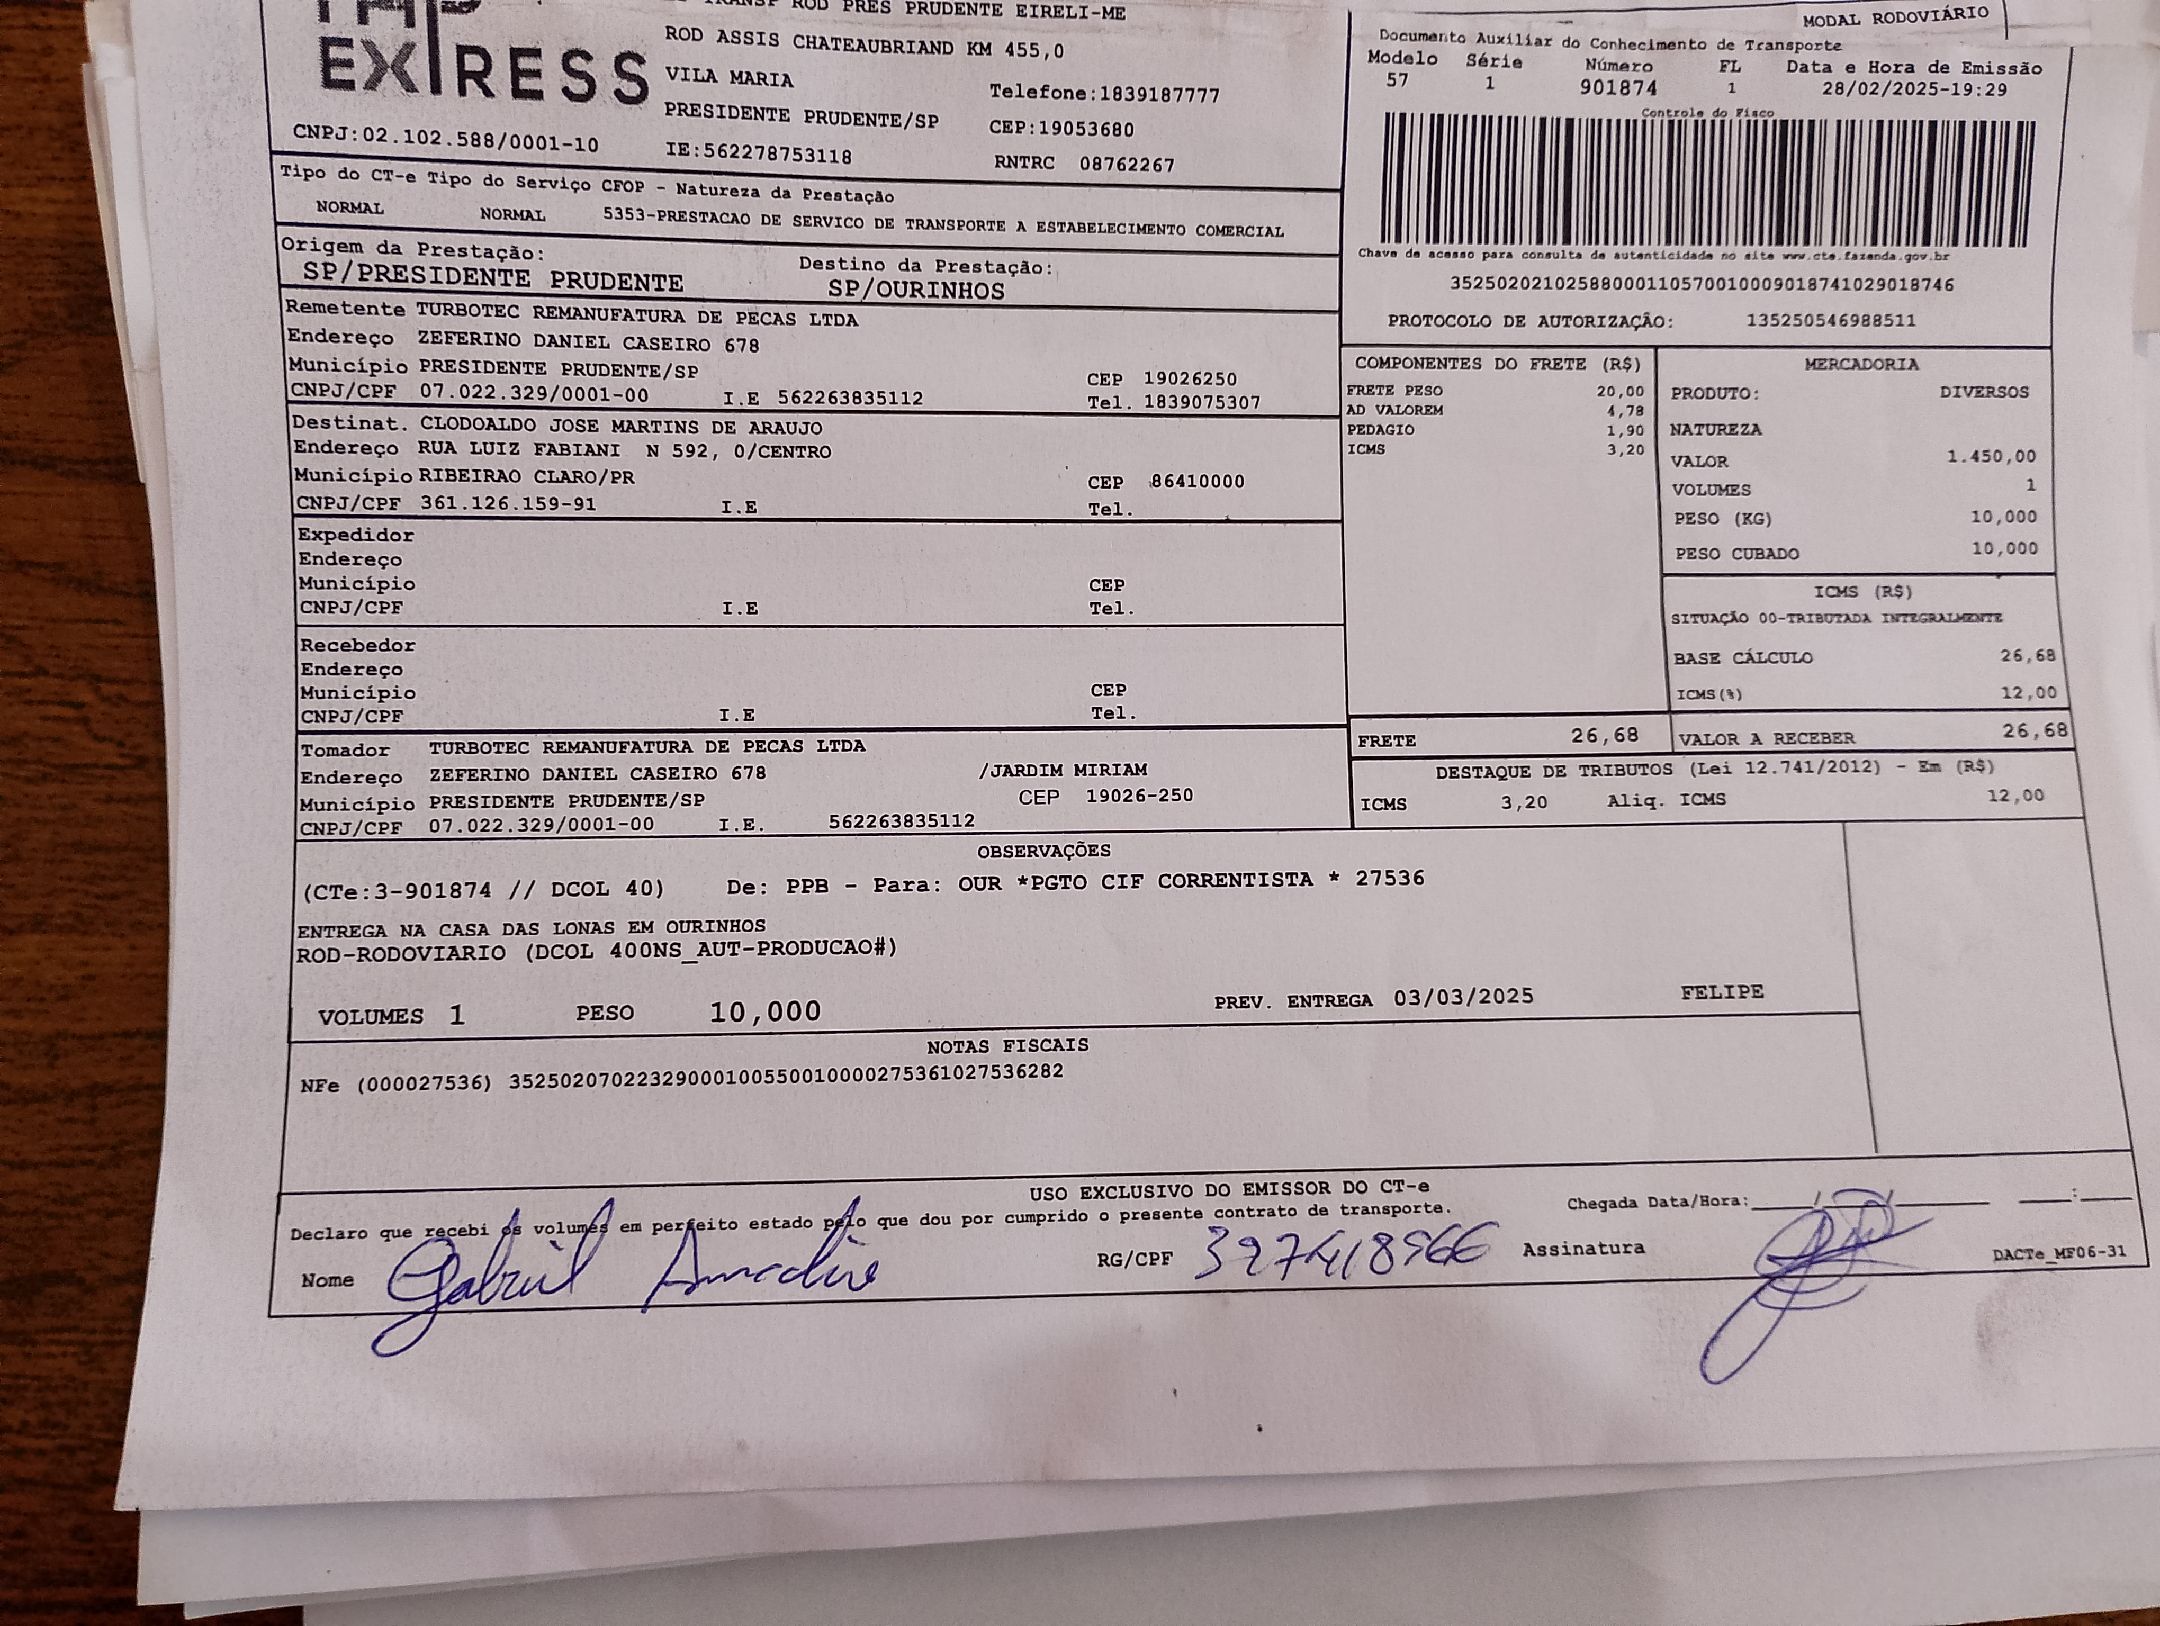 EXPRESS
TRANSP ROD PRES PRUDENTE EIRELI-ME
ROD ASSIS CHATEAUBRIAND KM 455,0
VILA MARIA
Telefone:1839187777
PRESIDENTE PRUDENTE/SP
CEP:19053680
CNPJ:02.102.588/0001-10
IE:562278753118
RNTRC 08762267
MODAL RODOVIÁRIO
Documento Auxiliar do Conhecimento de Transporte
Modelo Série Número FL Data e Hora de Emissão
57 1 901874 1 28/02/2025-19:29
Controle do Fisco
Chave de acesso para consulta de autenticidade no site www.cte.fazenda.gov.br
35250202102588000110570010009018741029018746
PROTOCOLO DE AUTORIZAÇÃO: 135250546988511
Tipo do CT-e Tipo do Serviço CFOP - Natureza da Prestação
NORMAL NORMAL 5353-PRESTACAO DE SERVICO DE TRANSPORTE A ESTABELECIMENTO COMERCIAL
Origem da Prestação: Destino da Prestação:
SP/PRESIDENTE PRUDENTE SP/OURINHOS
Remetente TURBOTEC REMANUFATURA DE PECAS LTDA
Endereço ZEFERINO DANIEL CASEIRO 678
Município PRESIDENTE PRUDENTE/SP CEP 19026250
CNPJ/CPF 07.022.329/0001-00 I.E 562263835112 Tel. 1839075307
Destinat. CLODOALDO JOSE MARTINS DE ARAUJO
Endereço RUA LUIZ FABIANI N 592, 0/CENTRO
Município RIBEIRAO CLARO/PR CEP 86410000
CNPJ/CPF 361.126.159-91 I.E Tel.
Expedidor
Endereço
Município CEP
CNPJ/CPF I.E Tel.
Recebedor
Endereço
Município CEP
CNPJ/CPF I.E Tel.
Tomador TURBOTEC REMANUFATURA DE PECAS LTDA
Endereço ZEFERINO DANIEL CASEIRO 678 /JARDIM MIRIAM
Município PRESIDENTE PRUDENTE/SP CEP 19026-250
CNPJ/CPF 07.022.329/0001-00 I.E. 562263835112
COMPONENTES DO FRETE (R$)
FRETE PESO 20,00
AD VALOREM 4,78
PEDAGIO 1,90
ICMS 3,20
MERCADORIA
PRODUTO: DIVERSOS
NATUREZA
VALOR 1.450,00
VOLUMES 1
PESO (KG) 10,000
PESO CUBADO 10,000
ICMS (R$)
SITUAÇÃO 00-TRIBUTADA INTEGRALMENTE
BASE CÁLCULO 26,68
ICMS(%) 12,00
FRETE 26,68 VALOR A RECEBER 26,68
DESTAQUE DE TRIBUTOS (Lei 12.741/2012) - Em (R$)
ICMS 3,20 Aliq. ICMS 12,00
OBSERVAÇÕES
(CTe:3-901874 // DCOL 40) De: PPB - Para: OUR *PGTO CIF CORRENTISTA * 27536
ENTREGA NA CASA DAS LONAS EM OURINHOS
ROD-RODOVIARIO (DCOL 400NS_AUT-PRODUCAO#)
VOLUMES 1 PESO 10,000 PREV. ENTREGA 03/03/2025 FELIPE
NOTAS FISCAIS
NFe (000027536) 35250207022329000100550010000275361027536282
USO EXCLUSIVO DO EMISSOR DO CT-e
Declaro que recebi os volumes em perfeito estado pelo que dou por cumprido o presente contrato de transporte.
Chegada Data/Hora:____/____/________ ____:____
Nome Gabriel RG/CPF Assinatura
DACTe_MF06-31